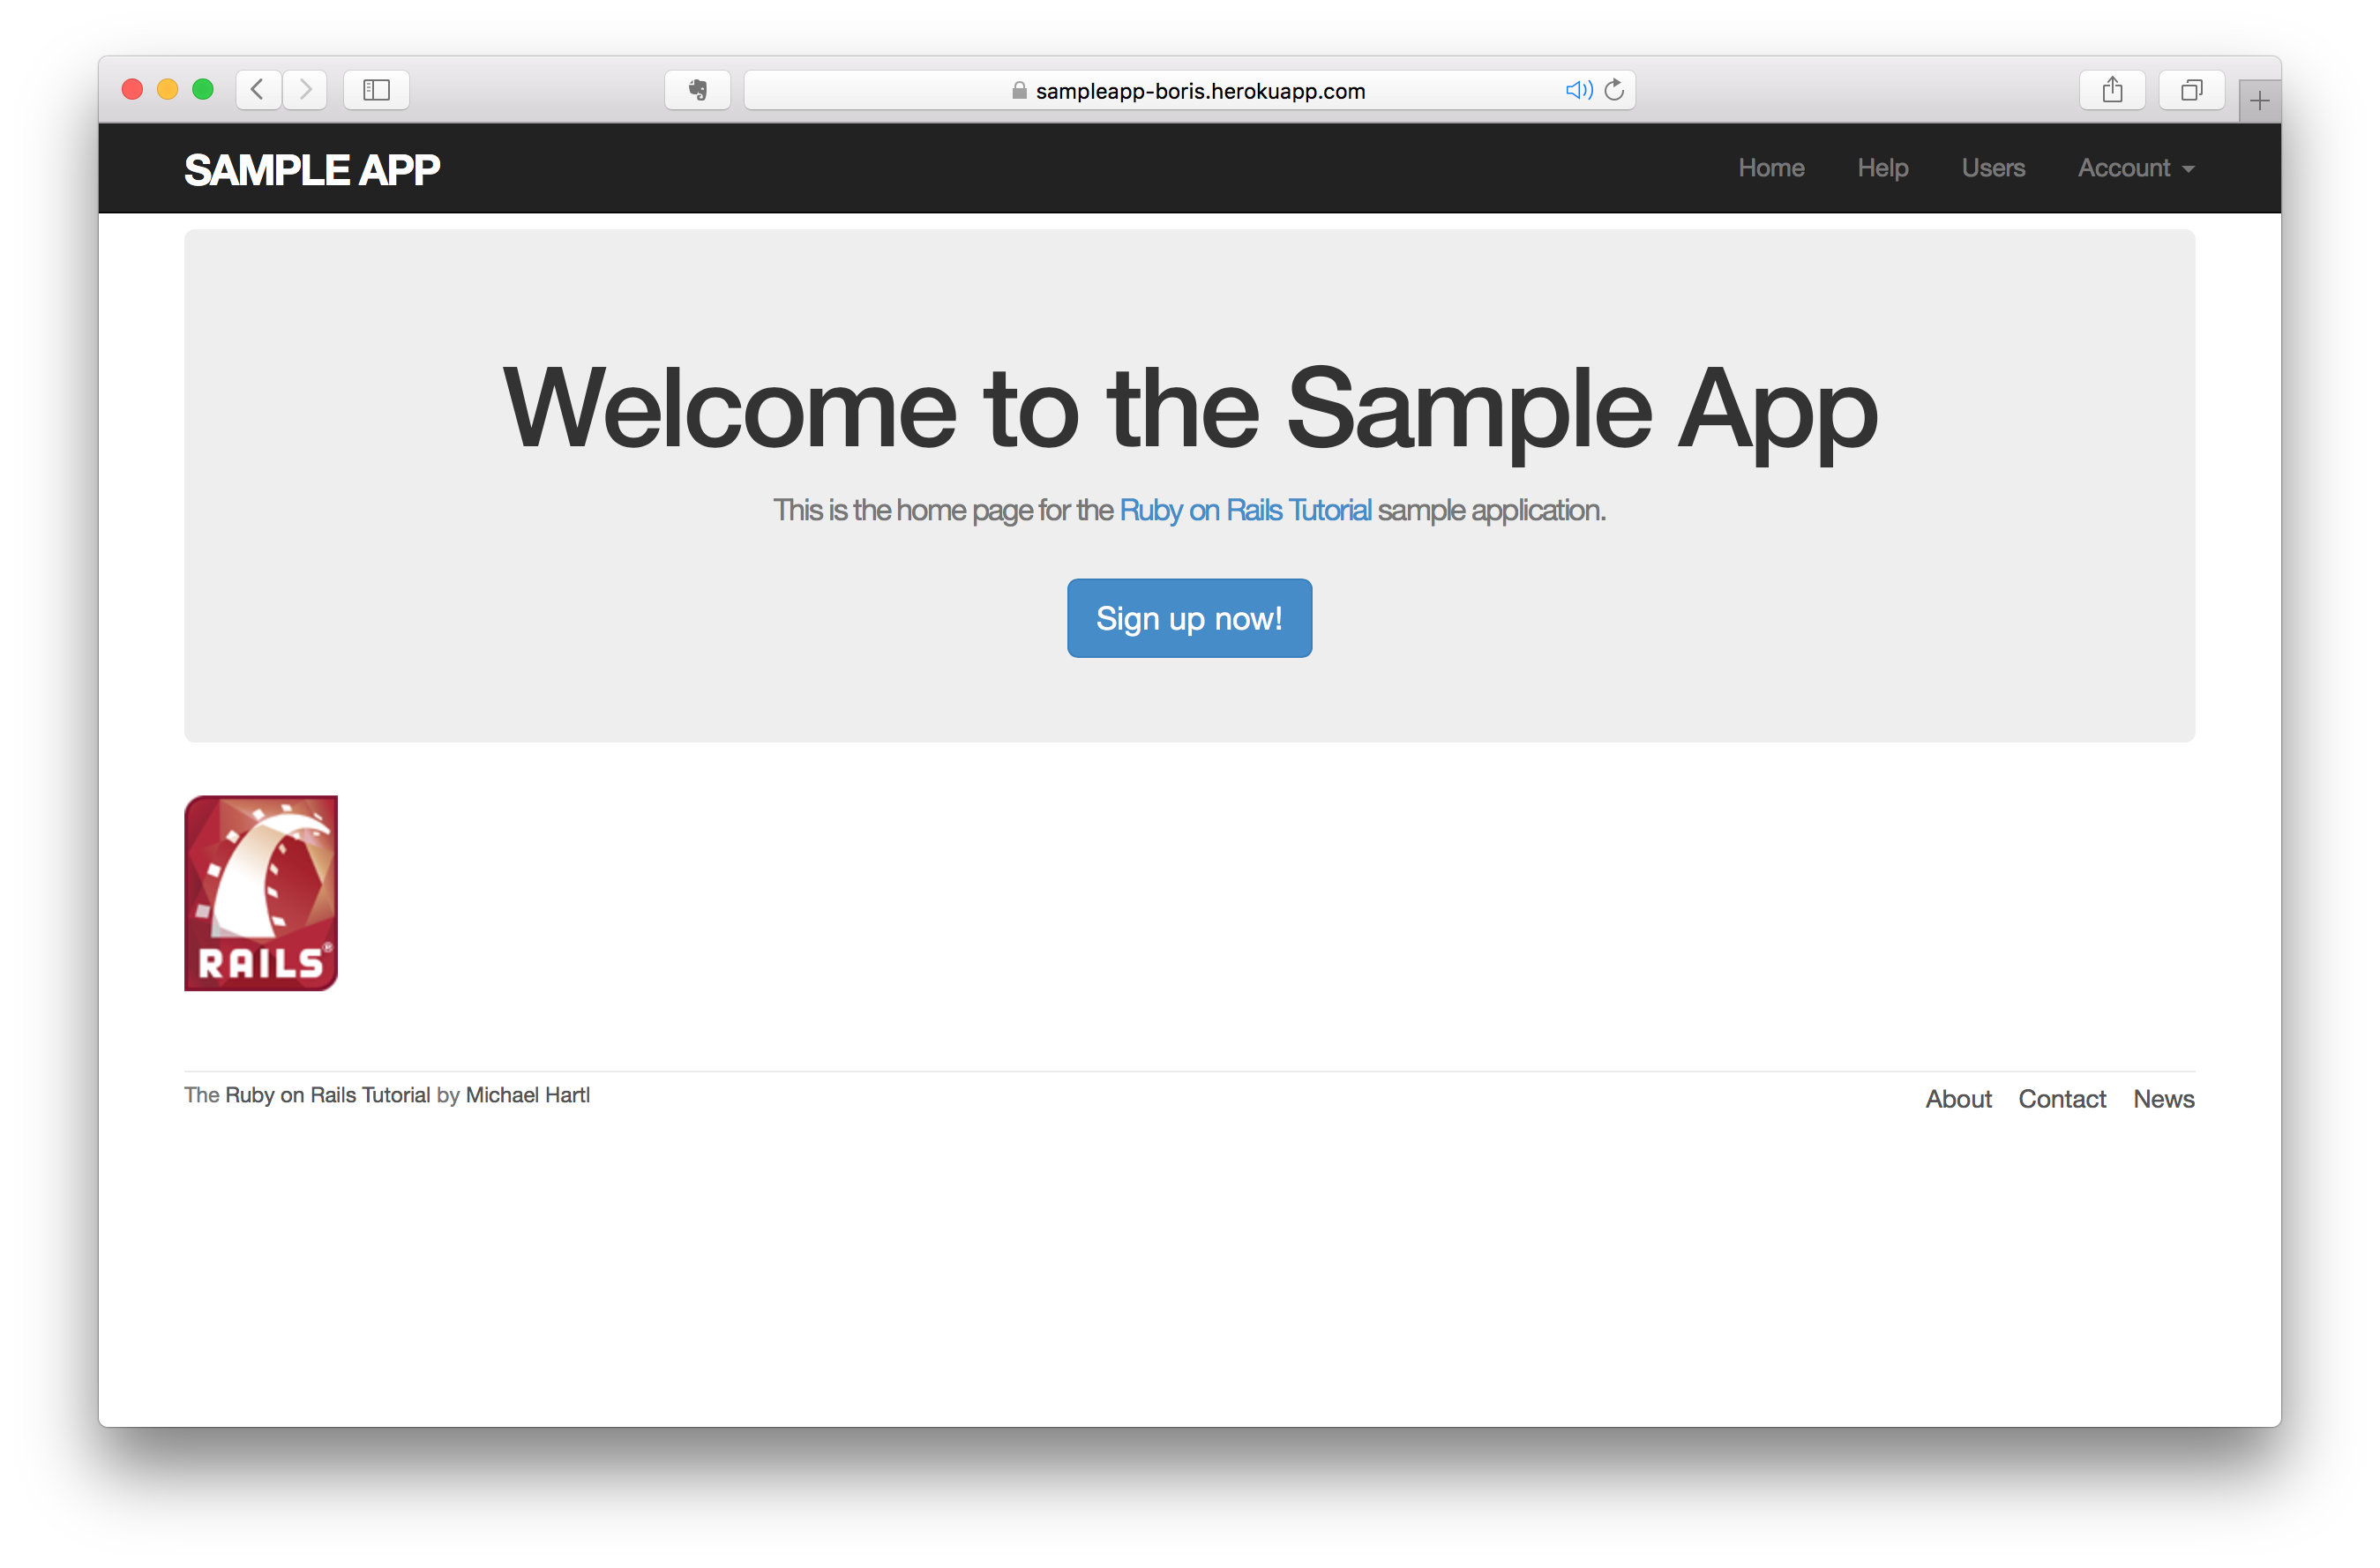 sampleapp-boris.herokuapp.com
SAMPLE APP
Home Help Users Account
Welcome to the Sample App
This is the home page for the Ruby on Rails Tutorial sample application.
Sign up now!
RAILS®
The Ruby on Rails Tutorial by Michael Hartl
About Contact News